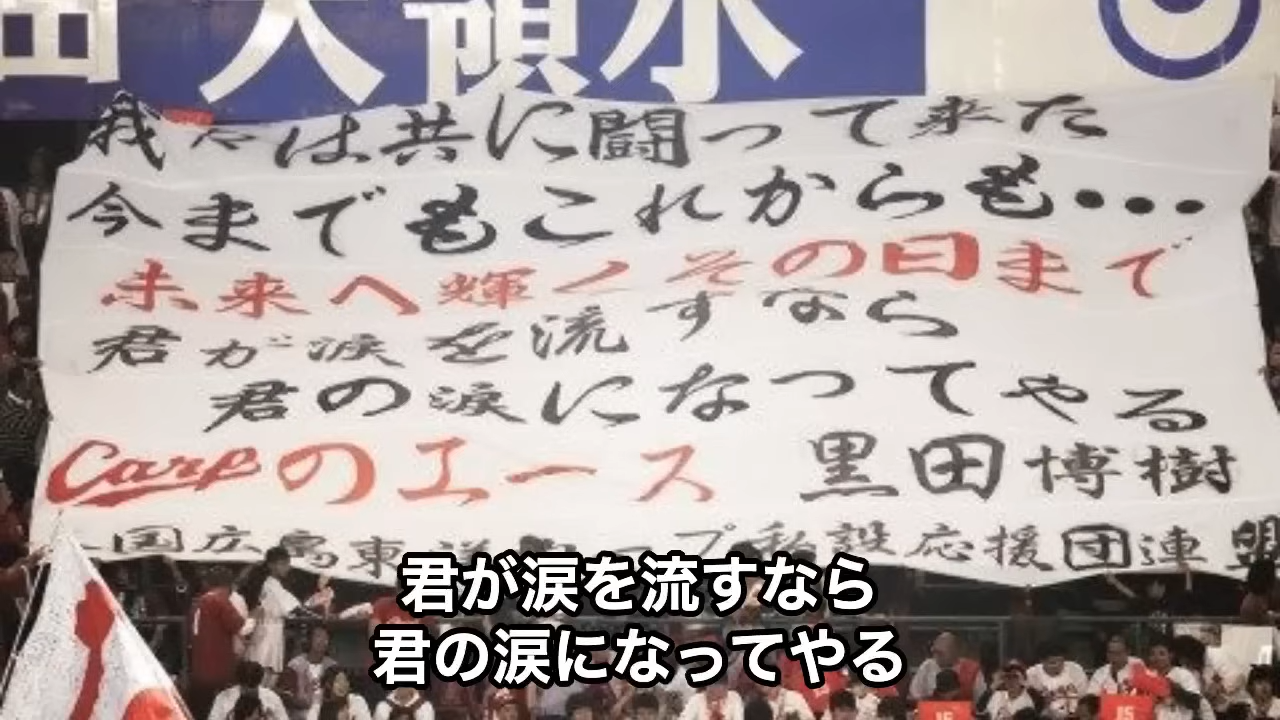 我々は共に闘って来た
今までもこれからも・・・
未来へ輝くその日まで
君が涙を流すなら
君の涙になってやる
Carpのエース 黒田博樹
国広島東洋カープ私設応援団連盟
君が涙を流すなら
君の涙になってやる